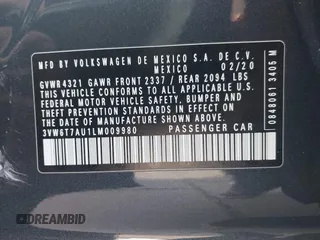 MFD BY VOLKSWAGEN DE MEXICO S.A. DE C.V.
MEXICO 02/20
GVWR 4321 GAWR FRONT 2337 / REAR 2094 LBS
THIS VEHICLE CONFORMS TO ALL APPLICABLE
FEDERAL MOTOR VEHICLE SAFETY, BUMPER AND
THEFT PREVENTION STANDARDS IN EFFECT ON
THE DATE OF MANUFACTURE SHOWN ABOVE.
3VW6T7AU1LM009980 PASSENGER CAR
0848061 3405 M
DREAMBID